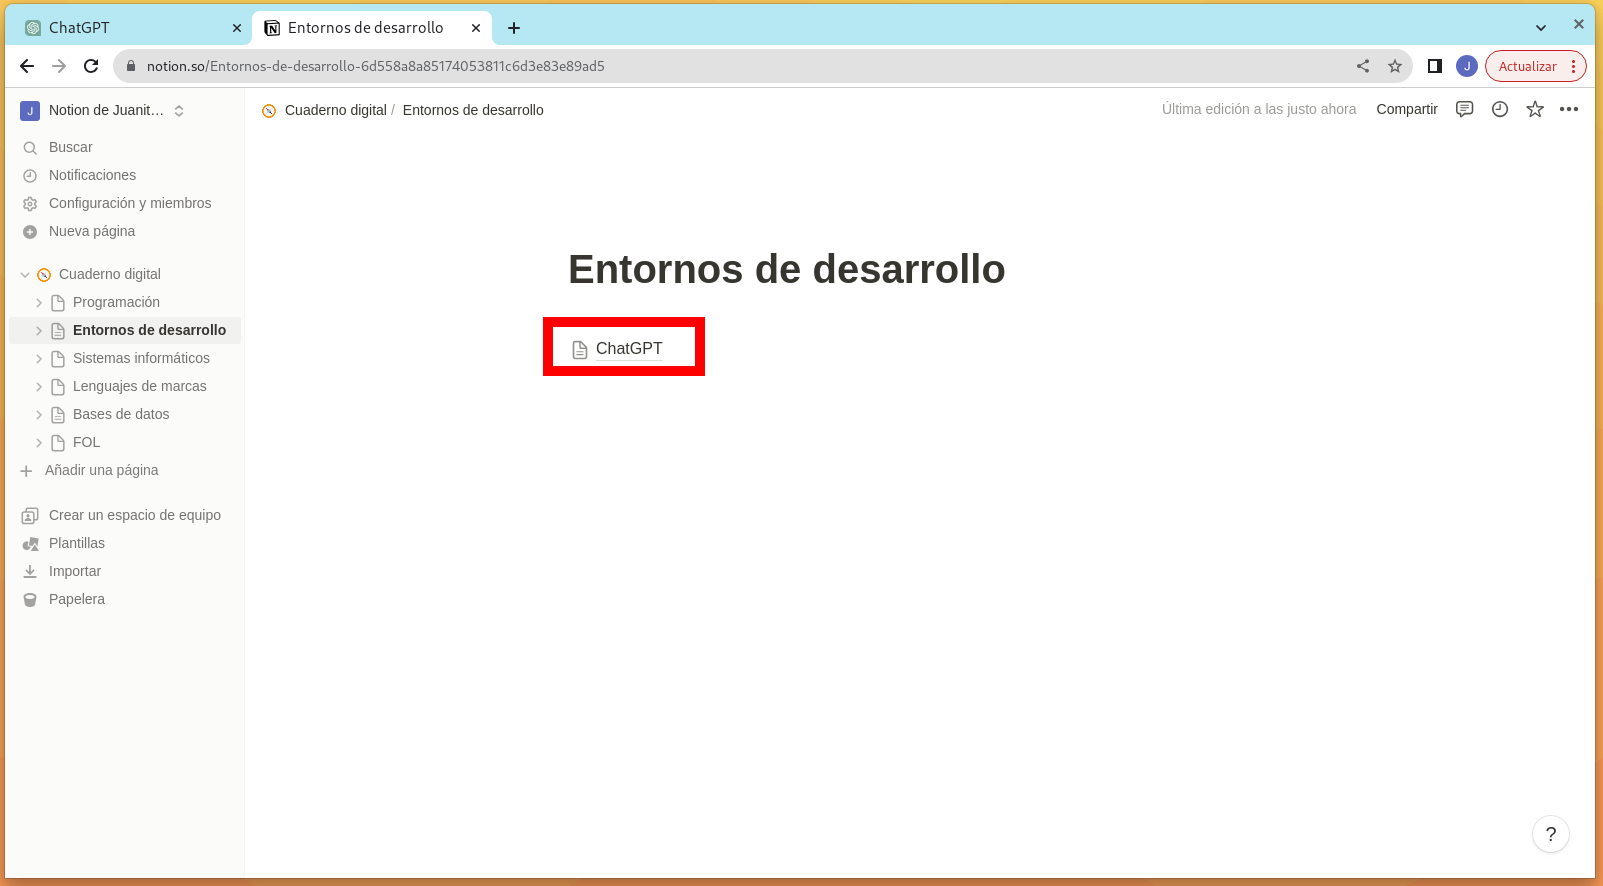 ChatGPT
Entornos de desarrollo
notion.so/Entornos-de-desarrollo-6d558a8a85174053811c6d3e83e89ad5
J
Actualizar
J
Notion de Juanit…
Cuaderno digital / Entornos de desarrollo
Última edición a las justo ahora
Compartir
Buscar
Notificaciones
Configuración y miembros
Nueva página
Cuaderno digital
Programación
Entornos de desarrollo
Sistemas informáticos
Lenguajes de marcas
Bases de datos
FOL
Añadir una página
Crear un espacio de equipo
Plantillas
Importar
Papelera
Entornos de desarrollo
ChatGPT
?